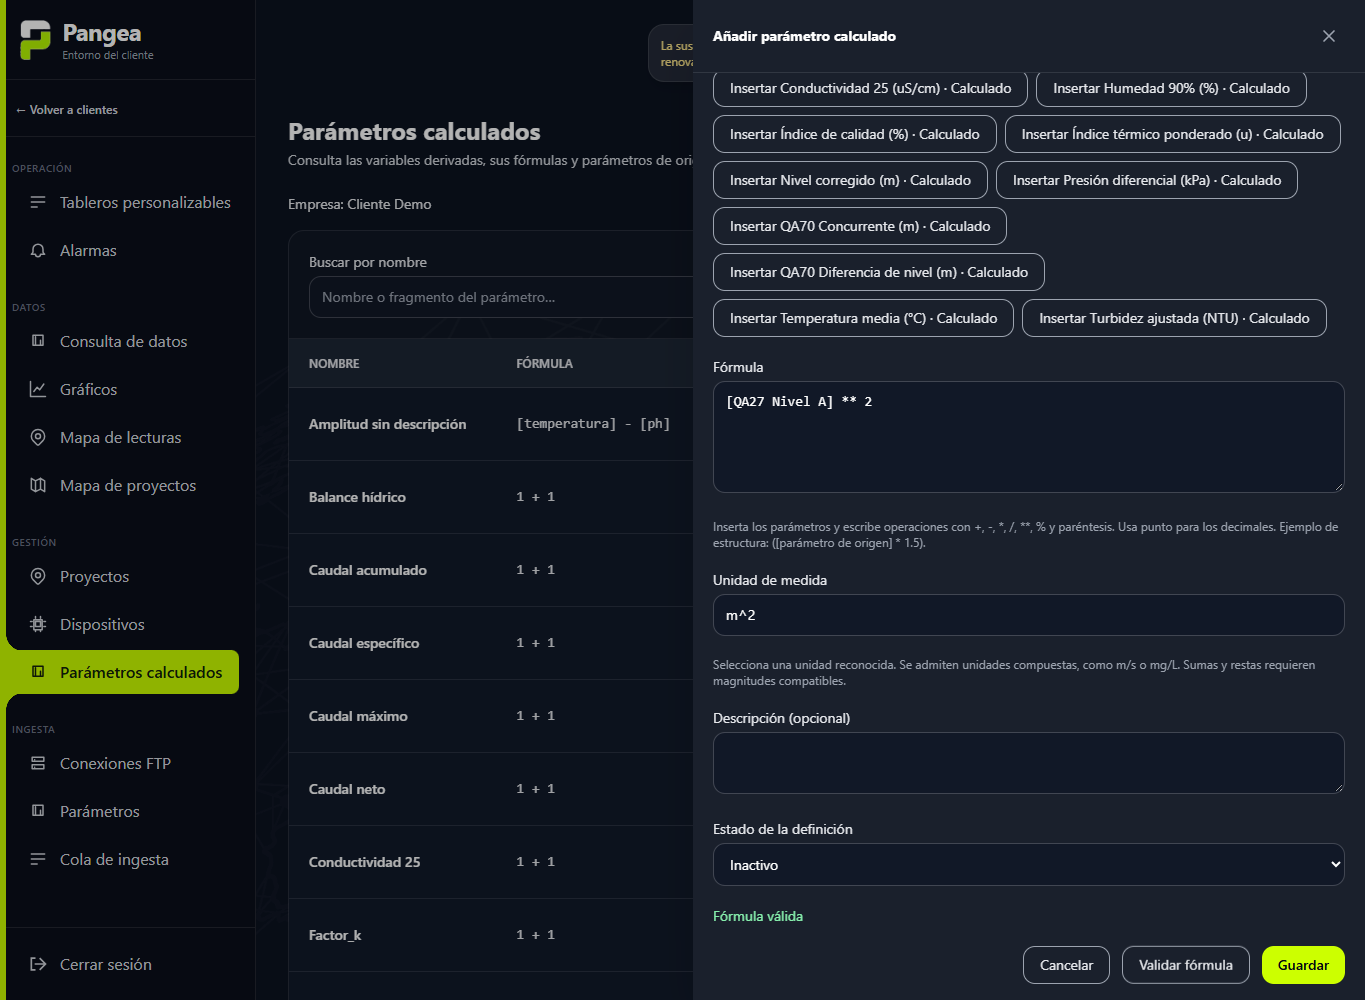 Pangea
Entorno del cliente
← Volver a clientes
OPERACIÓN
Tableros personalizables
Alarmas
DATOS
Consulta de datos
Gráficos
Mapa de lecturas
Mapa de proyectos
GESTIÓN
Proyectos
Dispositivos
Parámetros calculados
INGESTA
Conexiones FTP
Parámetros
Cola de ingesta
Cerrar sesión
La sus
renova
Parámetros calculados
Consulta las variables derivadas, sus fórmulas y parámetros de ori
Empresa: Cliente Demo
Buscar por nombre
Nombre o fragmento del parámetro...
NOMBRE FÓRMULA
Amplitud sin descripción [temperatura] - [ph]
Balance hídrico 1 + 1
Caudal acumulado 1 + 1
Caudal específico 1 + 1
Caudal máximo 1 + 1
Caudal neto 1 + 1
Conductividad 25 1 + 1
Factor_k 1 + 1
Añadir parámetro calculado
Insertar Conductividad 25 (uS/cm) · Calculado Insertar Humedad 90% (%) · Calculado
Insertar Índice de calidad (%) · Calculado Insertar Índice térmico ponderado (u) · Calculado
Insertar Nivel corregido (m) · Calculado Insertar Presión diferencial (kPa) · Calculado
Insertar QA70 Concurrente (m) · Calculado
Insertar QA70 Diferencia de nivel (m) · Calculado
Insertar Temperatura media (°C) · Calculado Insertar Turbidez ajustada (NTU) · Calculado
Fórmula
[QA27 Nivel A] ** 2
Inserta los parámetros y escribe operaciones con +, -, *, /, **, % y paréntesis. Usa punto para los decimales. Ejemplo de
estructura: ([parámetro de origen] * 1.5).
Unidad de medida
m^2
Selecciona una unidad reconocida. Se admiten unidades compuestas, como m/s o mg/L. Sumas y restas requieren
magnitudes compatibles.
Descripción (opcional)
Estado de la definición
Inactivo
Fórmula válida
Cancelar Validar fórmula Guardar